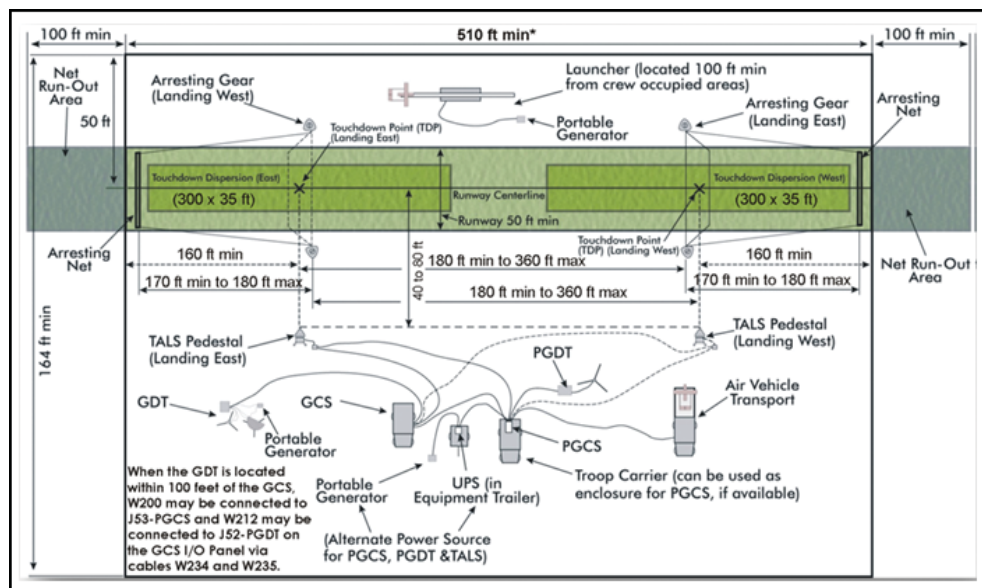 100 ft min
510 ft min*
100 ft min
Net
Run-Out
Area
50 ft
Arresting Gear
(Landing West)
Launcher (located 100 ft min
from crew occupied areas)
Portable
Generator
Arresting Gear
(Landing East)
Arresting
Net
Touchdown Point (TDP)
(Landing East)
Touchdown Dispersion (East)
(300 x 35 ft)
Runway Centerline
Runway 50 ft min
Touchdown Dispersion (West)
(300 x 35 ft)
Touchdown Point
(TDP) (Landing West)
Arresting
Net
Net Run-Out
Area
160 ft min
180 ft min to 360 ft max
160 ft min
170 ft min to 180 ft max
40 to 80 ft
180 ft min to 360 ft max
170 ft min to 180 ft max
164 ft min
TALS Pedestal
(Landing East)
TALS Pedestal
(Landing West)
GDT
Portable
Generator
GCS
PGDT
PGCS
Air Vehicle
Transport
Portable
Generator
UPS (in
Equipment Trailer)
Troop Carrier (can be used as
enclosure for PGCS, if available)
(Alternate Power Source
for PGCS, PGDT &TALS)
When the GDT is located
within 100 feet of the GCS,
W200 may be connected to
J53-PGCS and W212 may be
connected to J52-PGDT on
the GCS I/O Panel via
cables W234 and W235.